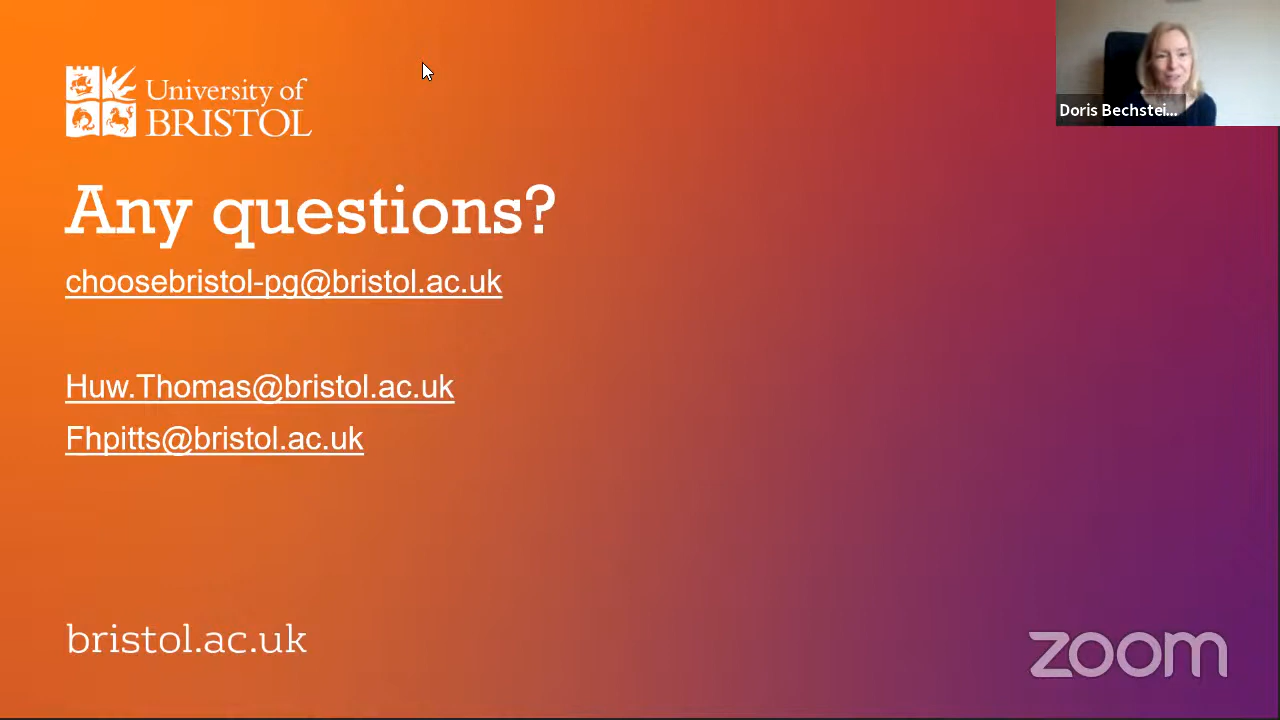 University of
BRISTOL
Doris Bechstei...
Any questions?
choosebristol-pg@bristol.ac.uk
Huw.Thomas@bristol.ac.uk
Fhpitts@bristol.ac.uk
bristol.ac.uk
zoom